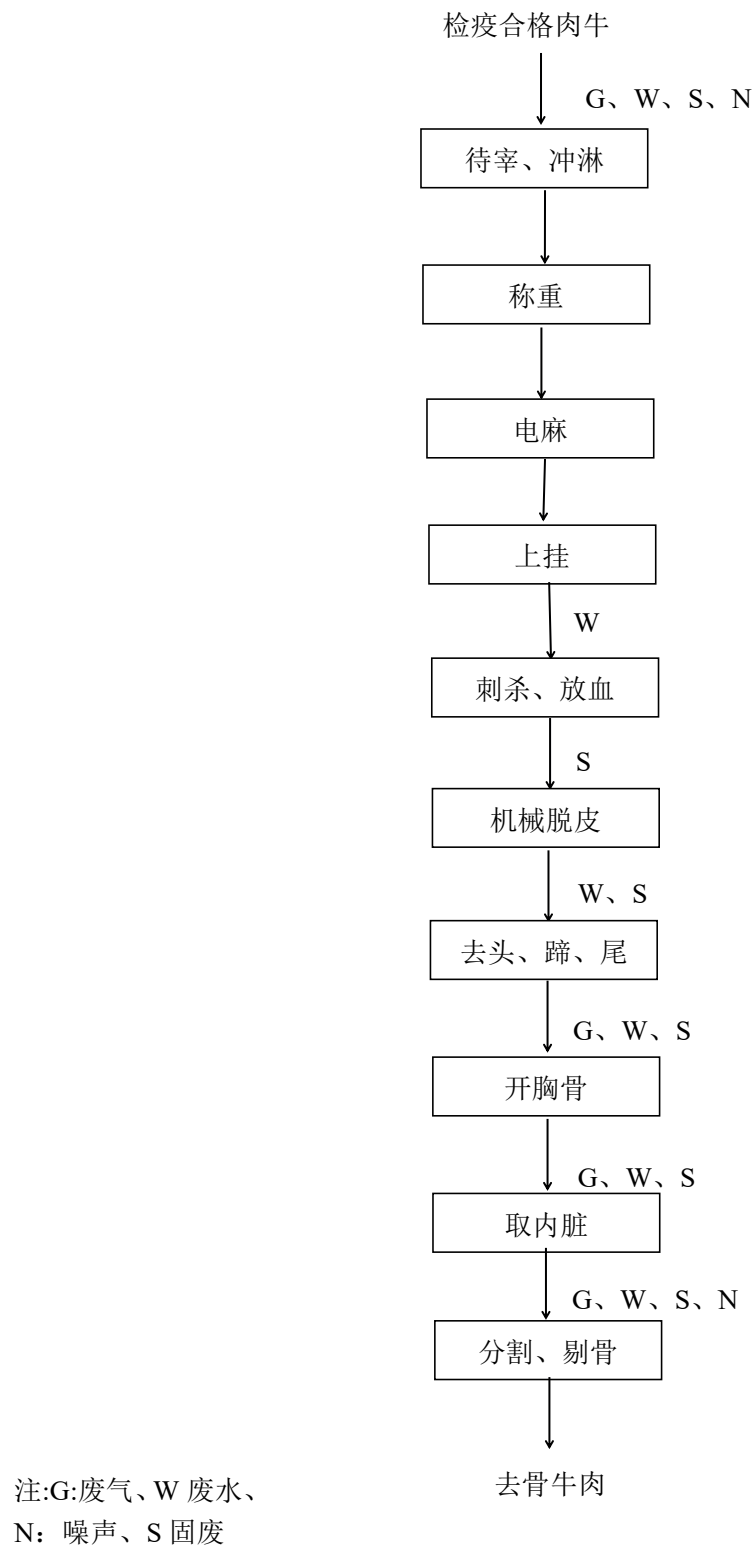 检疫合格肉牛
G、W、S、N
待宰、冲淋
称重
电麻
上挂
W
刺杀、放血
S
机械脱皮
W、S
去头、蹄、尾
G、W、S
开胸骨
G、W、S
取内脏
G、W、S、N
分割、剔骨
去骨牛肉
注:G:废气、W 废水、
N：噪声、S 固废